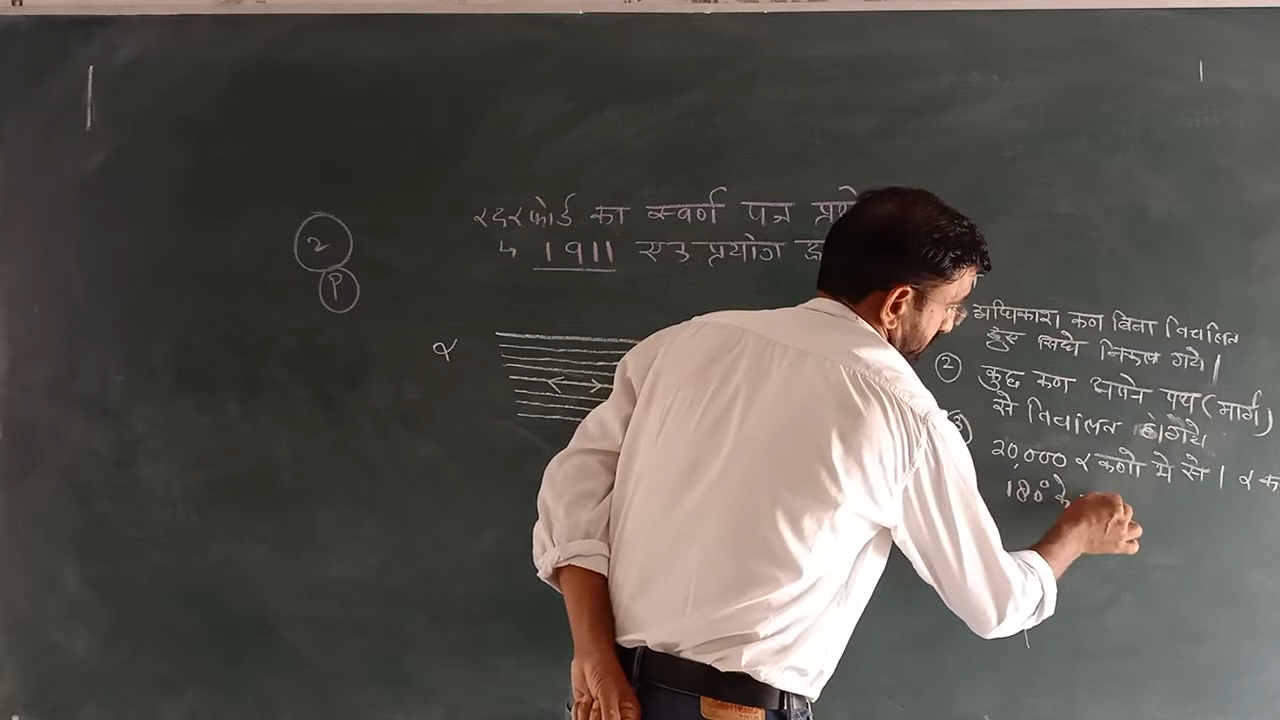 रदरफोर्ड का स्वर्ण पत्र
1911 एउ प्रयोग
2
P
α
अधिकारा कण बिना विचलित
हुए सिधे निकल गये।
2 कुछ कण अपने पथ (मार्ग)
3 से विचलित होगये
20,000 α कणो मे से 1 α
180° के